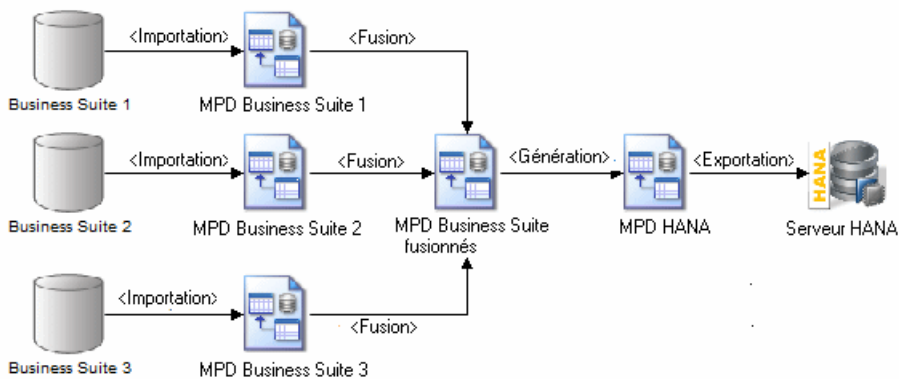 <Importation>
<Fusion>
Business Suite 1
MPD Business Suite 1
<Importation>
<Fusion>
<Génération>
<Exportation>
HANA
Business Suite 2
MPD Business Suite 2
MPD Business Suite
fusionnés
MPD HANA
Serveur HANA
<Importation>
<Fusion>
Business Suite 3
MPD Business Suite 3